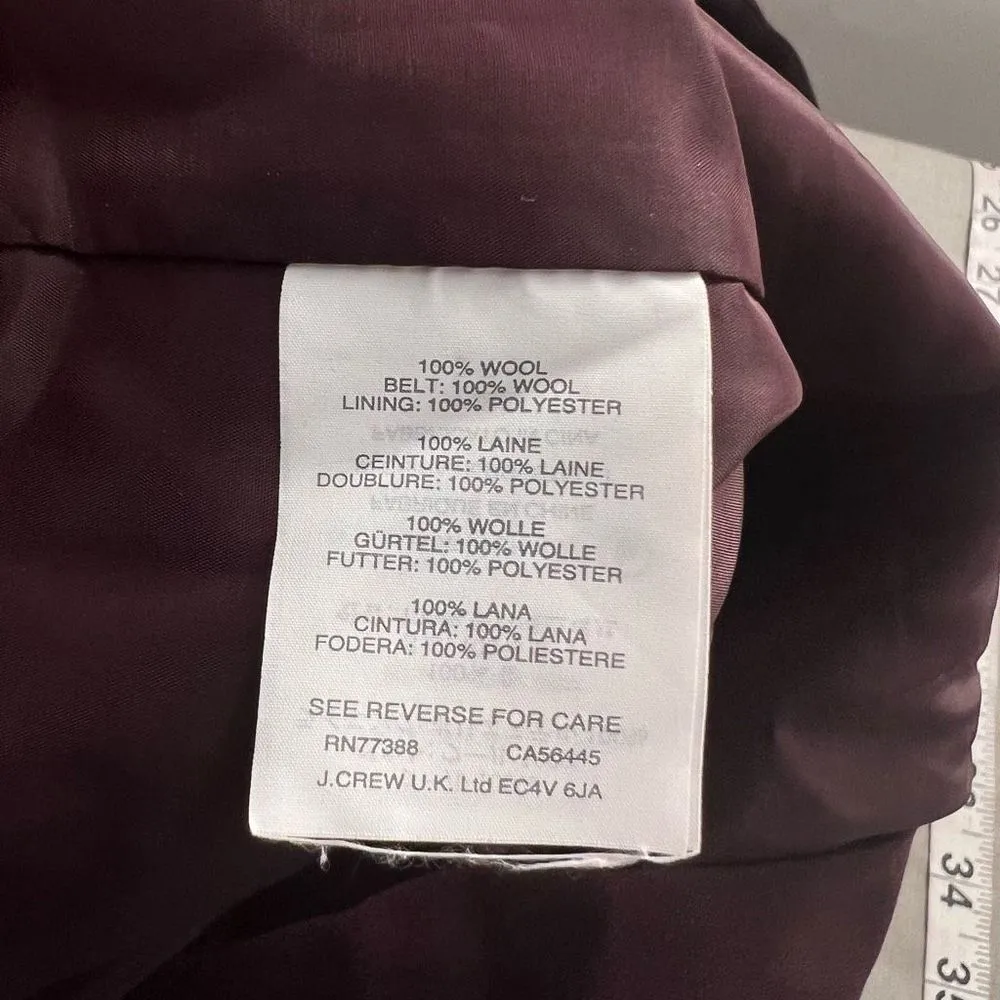 100% WOOL
BELT: 100% WOOL
LINING: 100% POLYESTER
100% LAINE
CEINTURE: 100% LAINE
DOUBLURE: 100% POLYESTER
100% WOLLE
GÜRTEL: 100% WOLLE
FUTTER: 100% POLYESTER
100% LANA
CINTURA: 100% LANA
FODERA: 100% POLIESTERE
SEE REVERSE FOR CARE
RN77388 CA56445
J.CREW U.K. Ltd EC4V 6JA
26
27
34